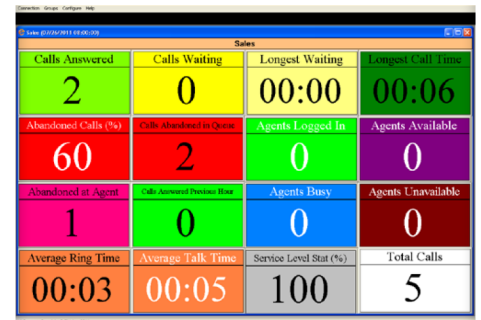 Connection Groups Configure Help
Sales (07/26/2011 08:00:00)
Sales
Calls Answered Calls Waiting Longest Waiting Longest Call Time
2 0 00:00 00:06
Abandoned Calls (%) Calls Abandoned in Queue Agents Logged In Agents Available
60 2 0 0
Abandoned at Agent Calls Answered Previous Hour Agents Busy Agents Unavailable
1 0 0 0
Average Ring Time Average Talk Time Service Level Stat (%) Total Calls
00:03 00:05 100 5